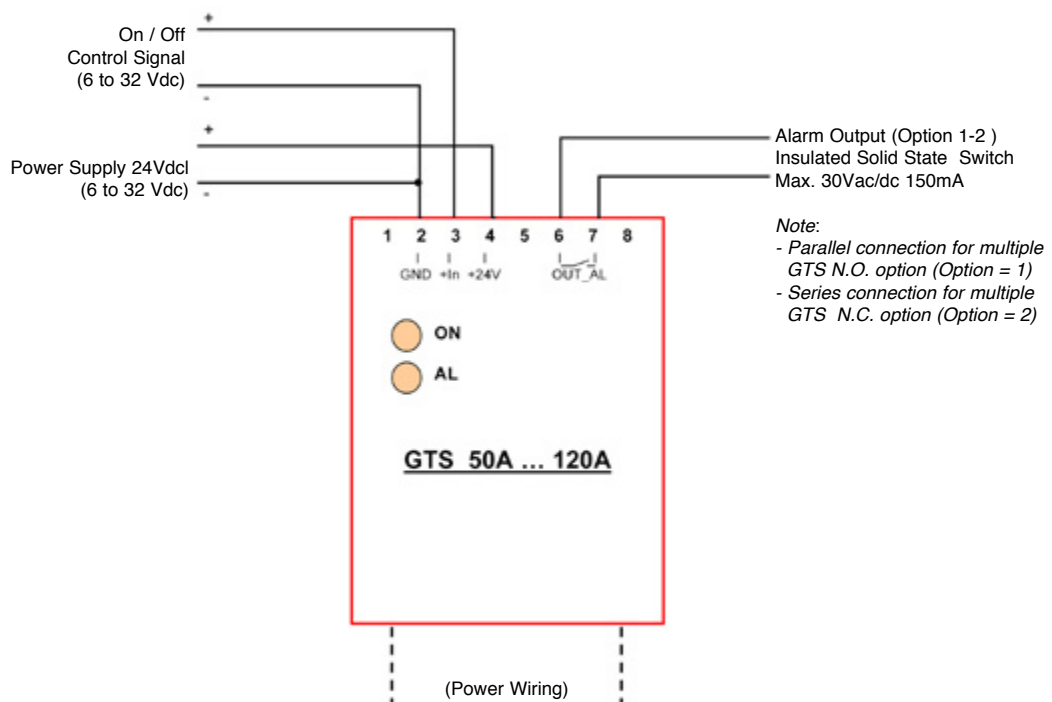 +
On / Off
Control Signal
(6 to 32 Vdc)
-
+
Power Supply 24Vdcl
(6 to 32 Vdc)
-
Alarm Output (Option 1-2 )
Insulated Solid State Switch
Max. 30Vac/dc 150mA
Note:
- Parallel connection for multiple
GTS N.O. option (Option = 1)
- Series connection for multiple
GTS N.C. option (Option = 2)
1 2 3 4 5 6 7 8
GND +In +24V OUT_AL
ON
AL
GTS 50A ... 120A
(Power Wiring)